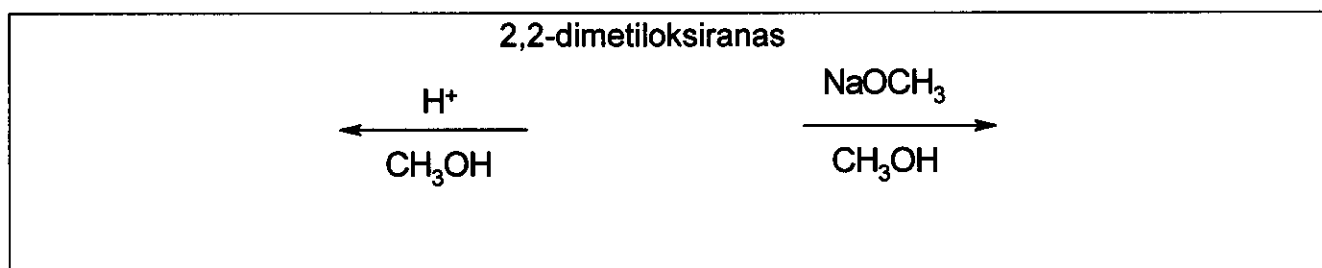 2,2-dimetiloksiranas
H⁺
CH₃OH
NaOCH₃
CH₃OH